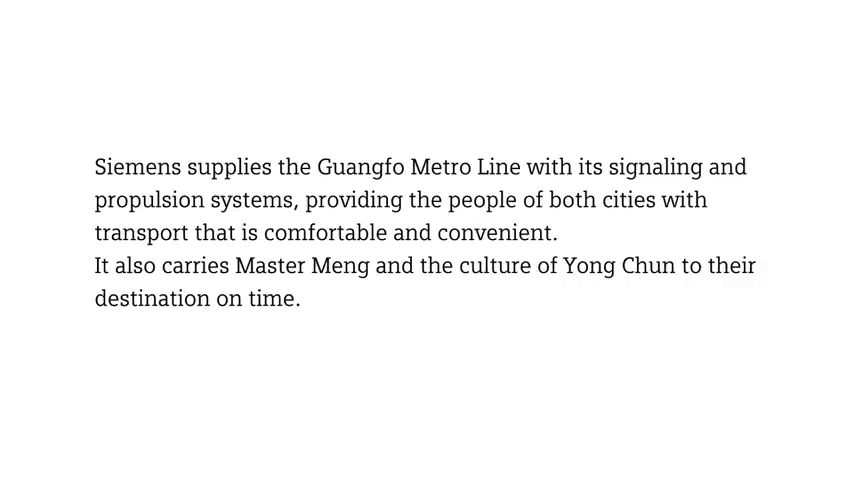 Siemens supplies the Guangfo Metro Line with its signaling and
propulsion systems, providing the people of both cities with
transport that is comfortable and convenient.
It also carries Master Meng and the culture of Yong Chun to their
destination on time.